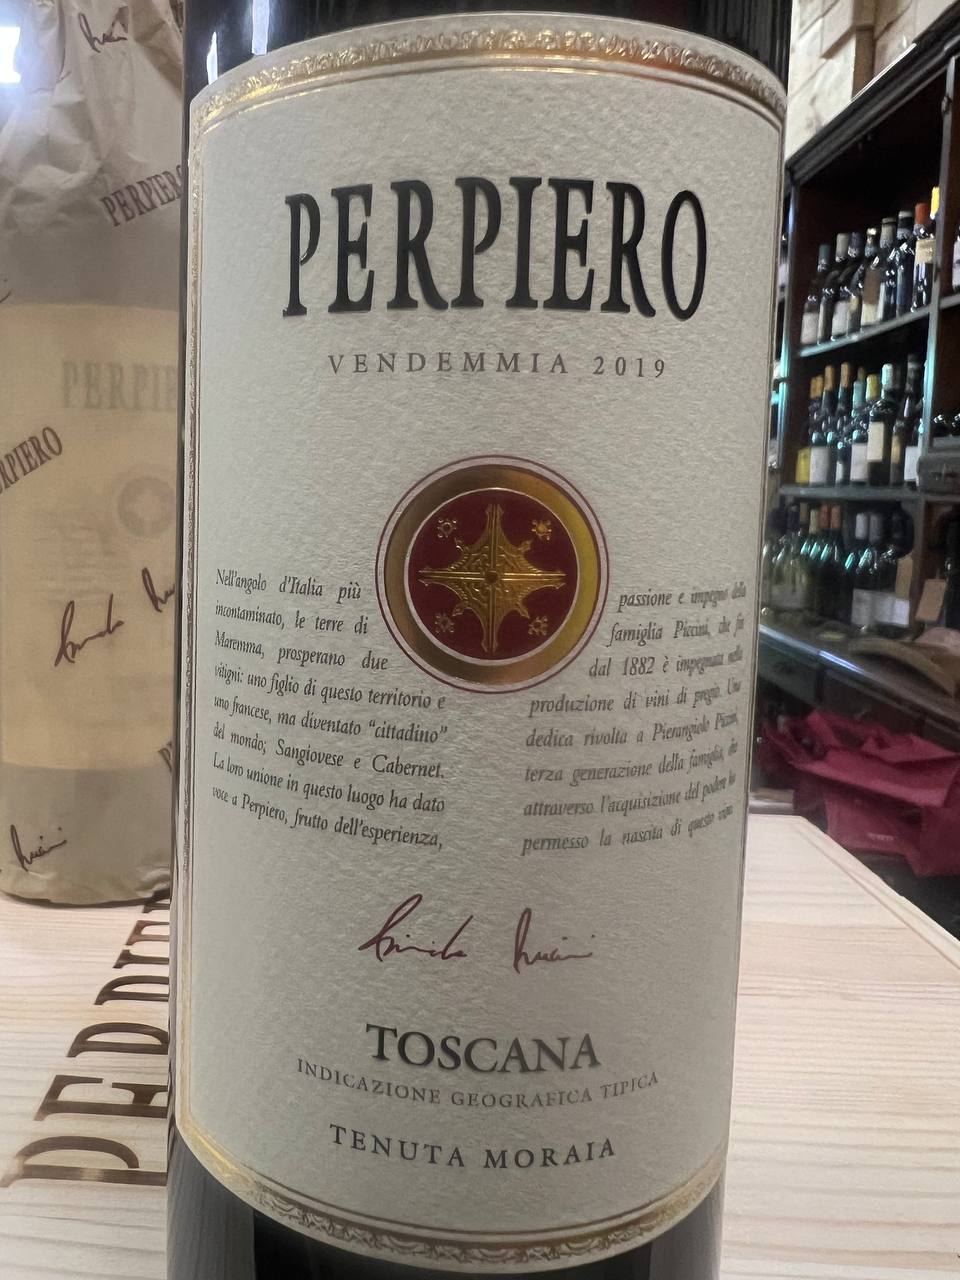 PERPIERO
VENDEMMIA 2019
Nell'angolo d'Italia più
incontaminato, le terre di
Maremma, prosperano due
vitigni: uno figlio di questo territorio e
uno francese, ma diventato "cittadino"
del mondo; Sangiovese e Cabernet.
La loro unione in questo luogo ha dato
voce a Perpiero, frutto dell'esperienza,
passione e impegno della
famiglia Piccini, che fin
dal 1882 è impegnata nella
produzione di vini di pregio. Una
dedica rivolta a Pierangiolo Piccini,
terza generazione della famiglia, che
attraverso l'acquisizione del podere ha
permesso la nascita di questo vino.
TOSCANA
INDICAZIONE GEOGRAFICA TIPICA
TENUTA MORAIA
PERPIERO
PERPIE
RPIERO